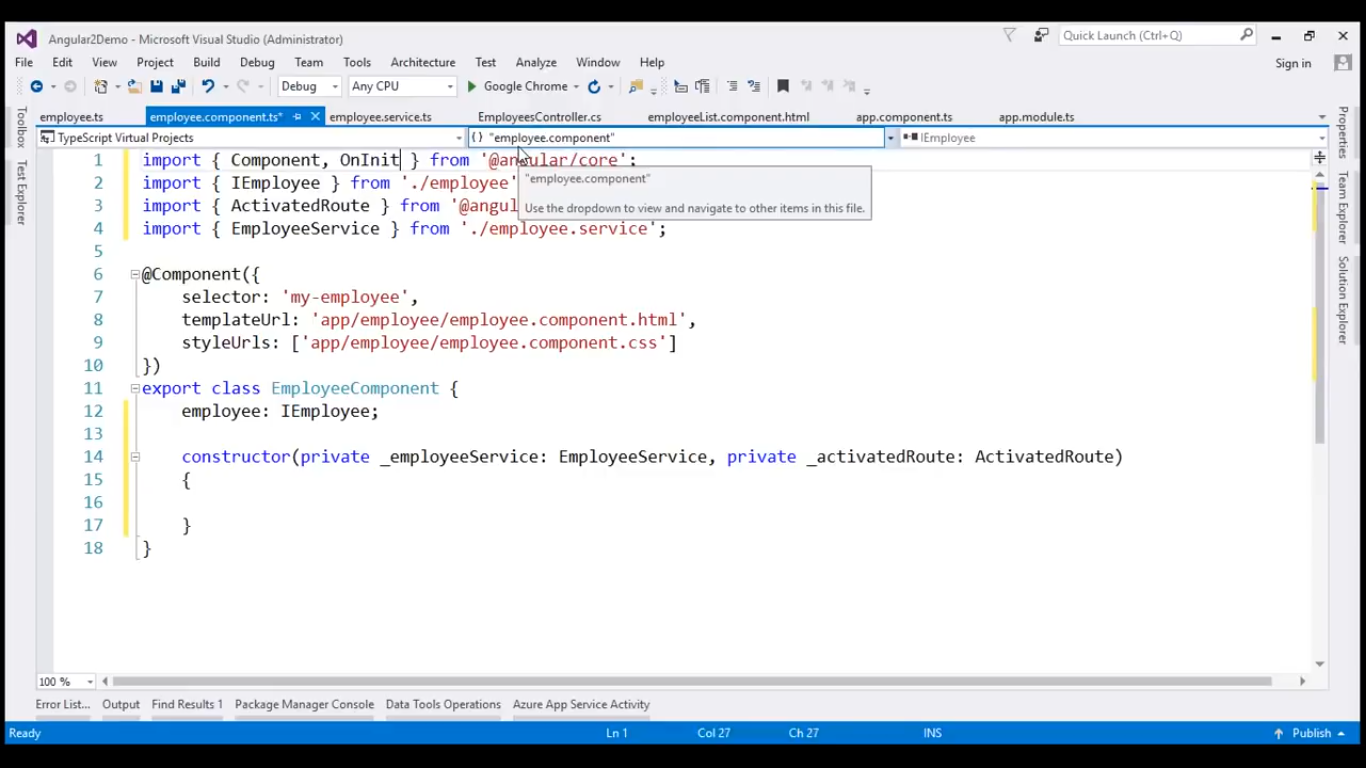 Angular2Demo - Microsoft Visual Studio (Administrator)
Quick Launch (Ctrl+Q)
File Edit View Project Build Debug Team Tools Architecture Test Analyze Window Help
Sign in
Debug Any CPU Google Chrome
employee.ts employee.component.ts* employee.service.ts EmployeesController.cs employeeList.component.html app.component.ts app.module.ts
TypeScript Virtual Projects {} "employee.component" IEmployee
Toolbox
Test Explorer
Properties
Team Explorer
Solution Explorer
1 import { Component, OnInit } from '@angular/core';
2 import { IEmployee } from './employee'
3 import { ActivatedRoute } from '@angul
4 import { EmployeeService } from './employee.service';
"employee.component"
Use the dropdown to view and navigate to other items in this file.
5
6 @Component({
7 selector: 'my-employee',
8 templateUrl: 'app/employee/employee.component.html',
9 styleUrls: ['app/employee/employee.component.css']
10 })
11 export class EmployeeComponent {
12 employee: IEmployee;
13
14 constructor(private _employeeService: EmployeeService, private _activatedRoute: ActivatedRoute)
15 {
16
17 }
18 }
100 %
Error List... Output Find Results 1 Package Manager Console Data Tools Operations Azure App Service Activity
Ready Ln 1 Col 27 Ch 27 INS Publish